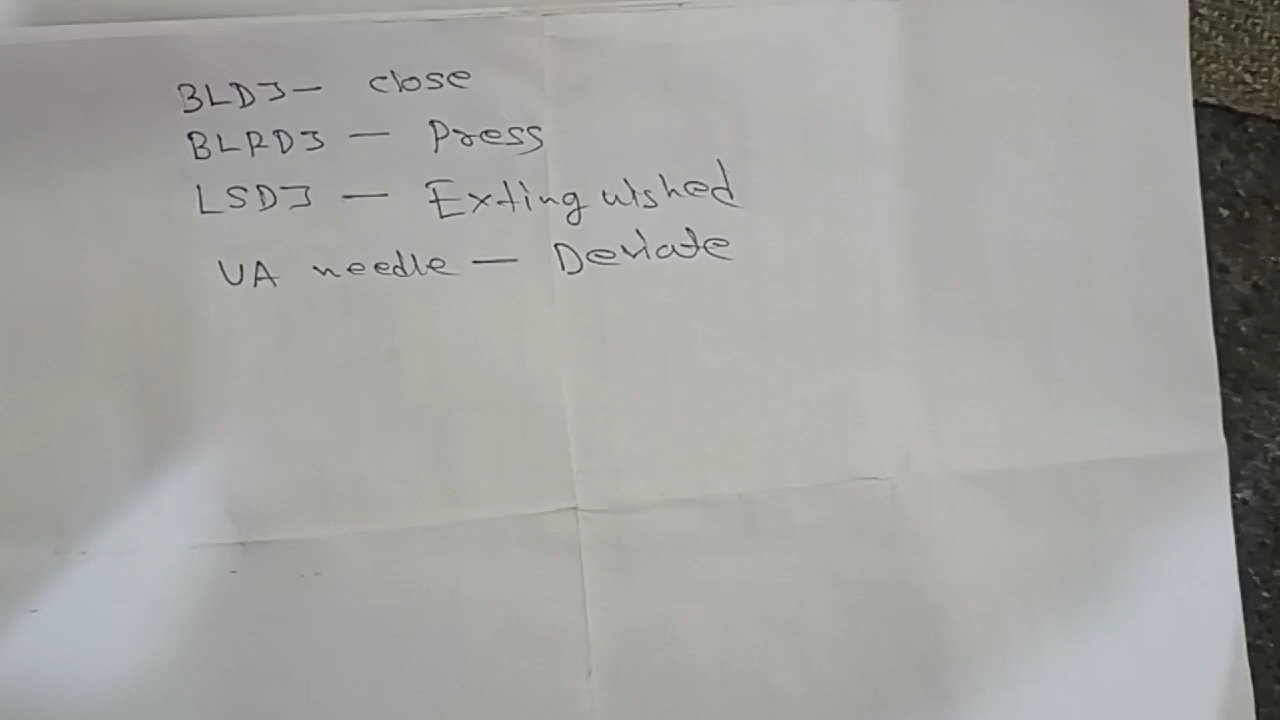 BLDJ- close
BLRDJ - Press
LSDJ - Extinguished
UA needle - Deviate